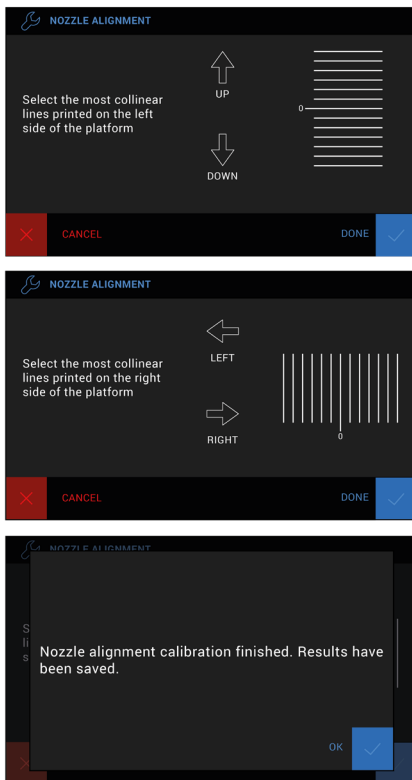 NOZZLE ALIGNMENT
Select the most collinear
lines printed on the left
side of the platform
UP
DOWN
0
CANCEL
DONE
NOZZLE ALIGNMENT
Select the most collinear
lines printed on the right
side of the platform
LEFT
RIGHT
0
CANCEL
DONE
NOZZLE ALIGNMENT
S
li
s
Nozzle alignment calibration finished. Results have
been saved.
OK